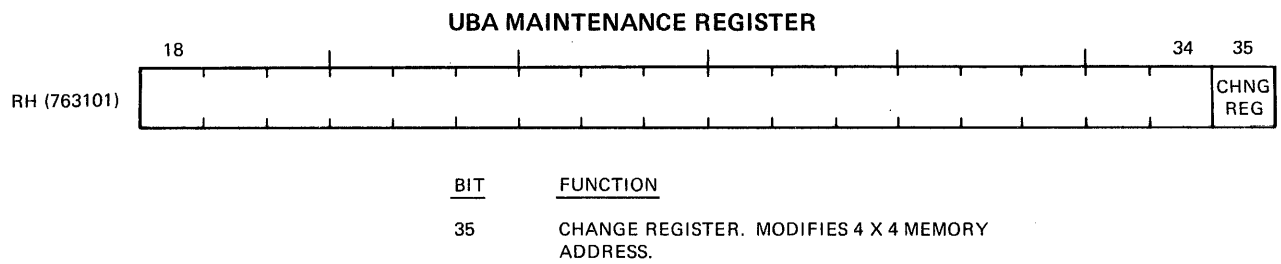 UBA MAINTENANCE REGISTER
18 34 35
RH (763101) CHNG
REG
BIT FUNCTION
35 CHANGE REGISTER. MODIFIES 4 X 4 MEMORY
ADDRESS.